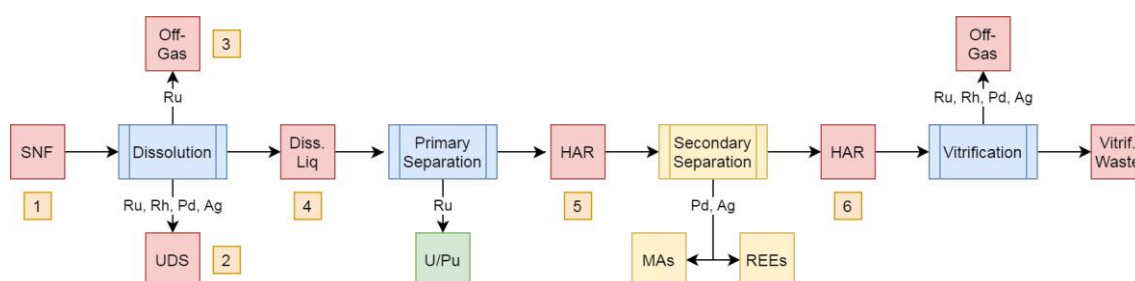 Off-
Gas
3
Ru
Off-
Gas
Ru, Rh, Pd, Ag
SNF
Dissolution
Diss.
Liq
Primary
Separation
HAR
Secondary
Separation
HAR
Vitrification
Vitrif.
Waste
1
Ru, Rh, Pd, Ag
4
Ru
5
Pd, Ag
6
UDS
2
U/Pu
MAs
REEs